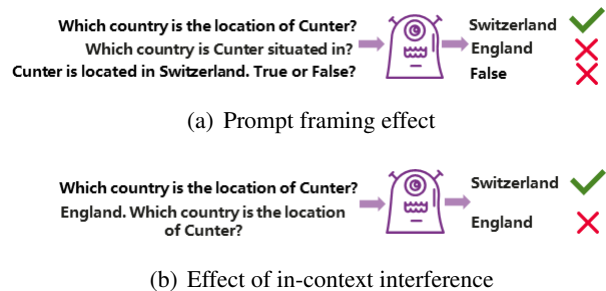 Which country is the location of Cunter?
Switzerland
Which country is Cunter situated in?
England
Cunter is located in Switzerland. True or False?
False
(a) Prompt framing effect
Which country is the location of Cunter?
Switzerland
England. Which country is the location
of Cunter?
England
(b) Effect of in-context interference